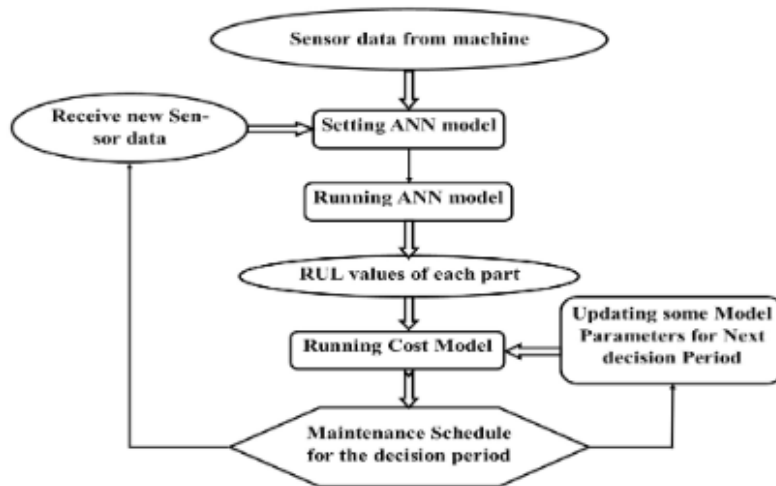 Sensor data from machine
Receive new Sen-
sor data
Setting ANN model
Running ANN model
RUL values of each part
Updating some Model
Parameters for Next
decision Period
Running Cost Model
Maintenance Schedule
for the decision period